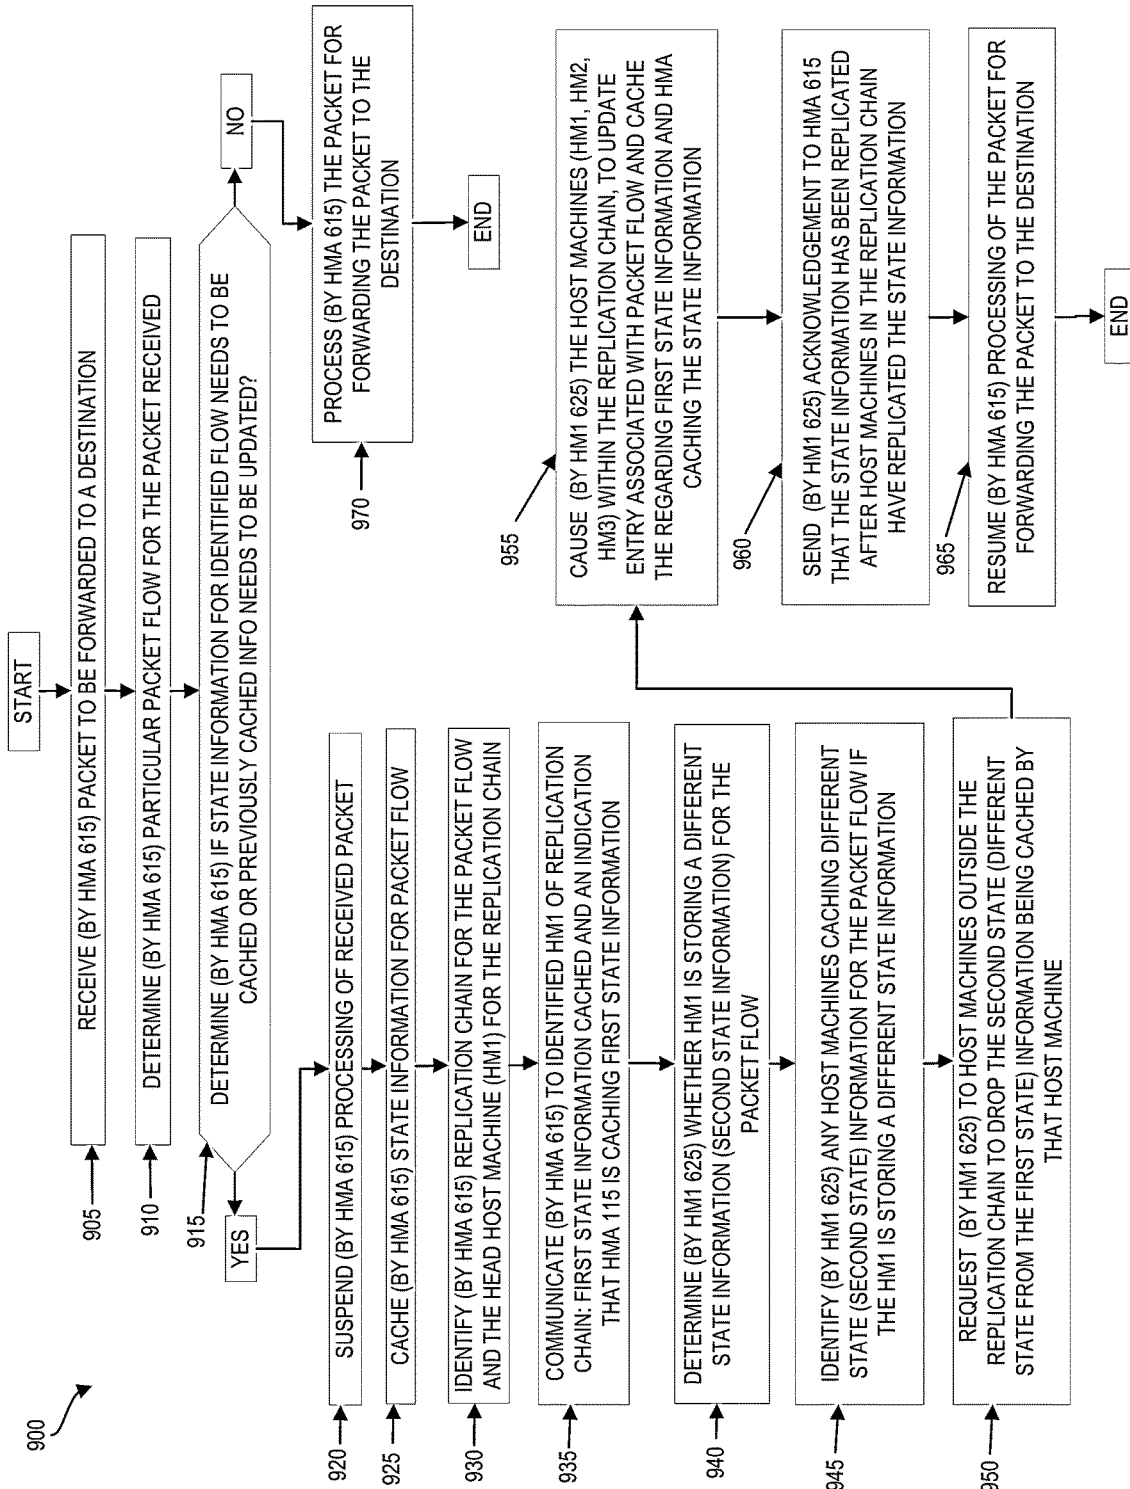 900
START
905
RECEIVE (BY HMA 615) PACKET TO BE FORWARDED TO A DESTINATION
910
DETERMINE (BY HMA 615) PARTICULAR PACKET FLOW FOR THE PACKET RECEIVED
915
DETERMINE (BY HMA 615) IF STATE INFORMATION FOR IDENTIFIED FLOW NEEDS TO BE
CACHED OR PREVIOUSLY CACHED INFO NEEDS TO BE UPDATED?
YES
NO
920
SUSPEND (BY HMA 615) PROCESSING OF RECEIVED PACKET
925
CACHE (BY HMA 615) STATE INFORMATION FOR PACKET FLOW
930
IDENTIFY (BY HMA 615) REPLICATION CHAIN FOR THE PACKET FLOW
AND THE HEAD HOST MACHINE (HM1) FOR THE REPLICATION CHAIN
935
COMMUNICATE (BY HMA 615) TO IDENTIFIED HM1 OF REPLICATION
CHAIN: FIRST STATE INFORMATION CACHED AND AN INDICATION
THAT HMA 115 IS CACHING FIRST STATE INFORMATION
940
DETERMINE (BY HM1 625) WHETHER HM1 IS STORING A DIFFERENT
STATE INFORMATION (SECOND STATE INFORMATION) FOR THE
PACKET FLOW
945
IDENTIFY (BY HM1 625) ANY HOST MACHINES CACHING DIFFERENT
STATE (SECOND STATE) INFORMATION FOR THE PACKET FLOW IF
THE HM1 IS STORING A DIFFERENT STATE INFORMATION
950
REQUEST (BY HM1 625) TO HOST MACHINES OUTSIDE THE
REPLICATION CHAIN TO DROP THE SECOND STATE (DIFFERENT
STATE FROM THE FIRST STATE) INFORMATION BEING CACHED BY
THAT HOST MACHINE
970
PROCESS (BY HMA 615) THE PACKET FOR
FORWARDING THE PACKET TO THE
DESTINATION
END
955
CAUSE (BY HM1 625) THE HOST MACHINES (HM1, HM2,
HM3) WITHIN THE REPLICATION CHAIN, TO UPDATE
ENTRY ASSOCIATED WITH PACKET FLOW AND CACHE
THE REGARDING FIRST STATE INFORMATION AND HMA
CACHING THE STATE INFORMATION
960
SEND (BY HM1 625) ACKNOWLEDGEMENT TO HMA 615
THAT THE STATE INFORMATION HAS BEEN REPLICATED
AFTER HOST MACHINES IN THE REPLICATION CHAIN
HAVE REPLICATED THE STATE INFORMATION
965
RESUME (BY HMA 615) PROCESSING OF THE PACKET FOR
FORWARDING THE PACKET TO THE DESTINATION
END